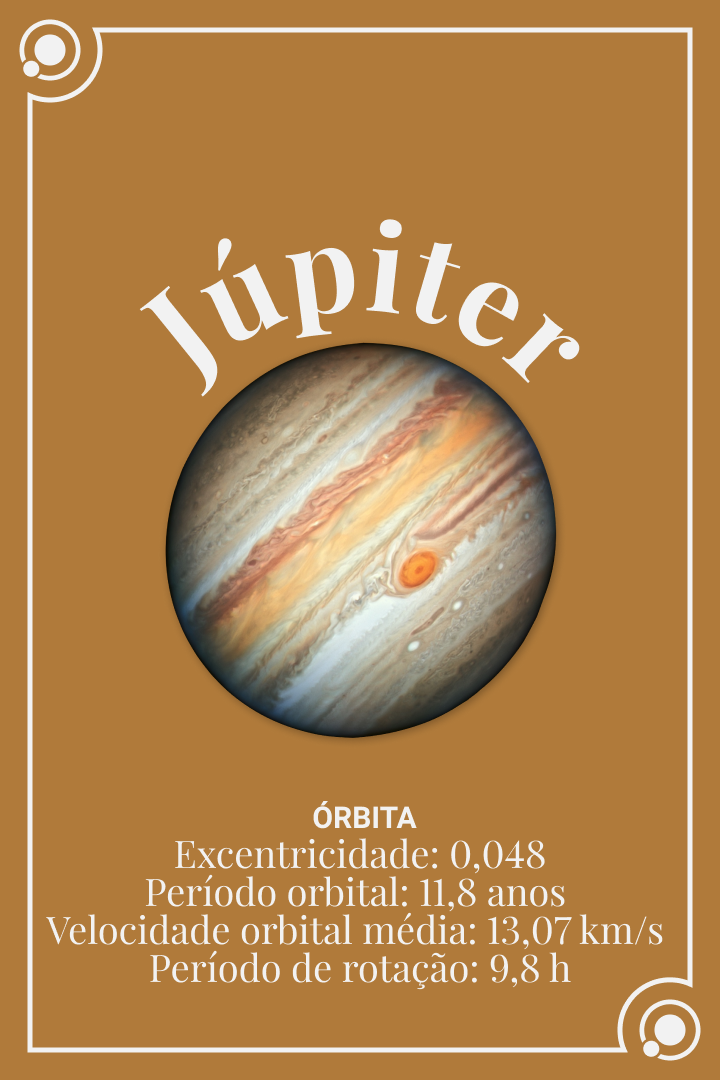 Júpiter
ÓRBITA
Excentricidade: 0,048
Período orbital: 11,8 anos
Velocidade orbital média: 13,07 km/s
Período de rotação: 9,8 h